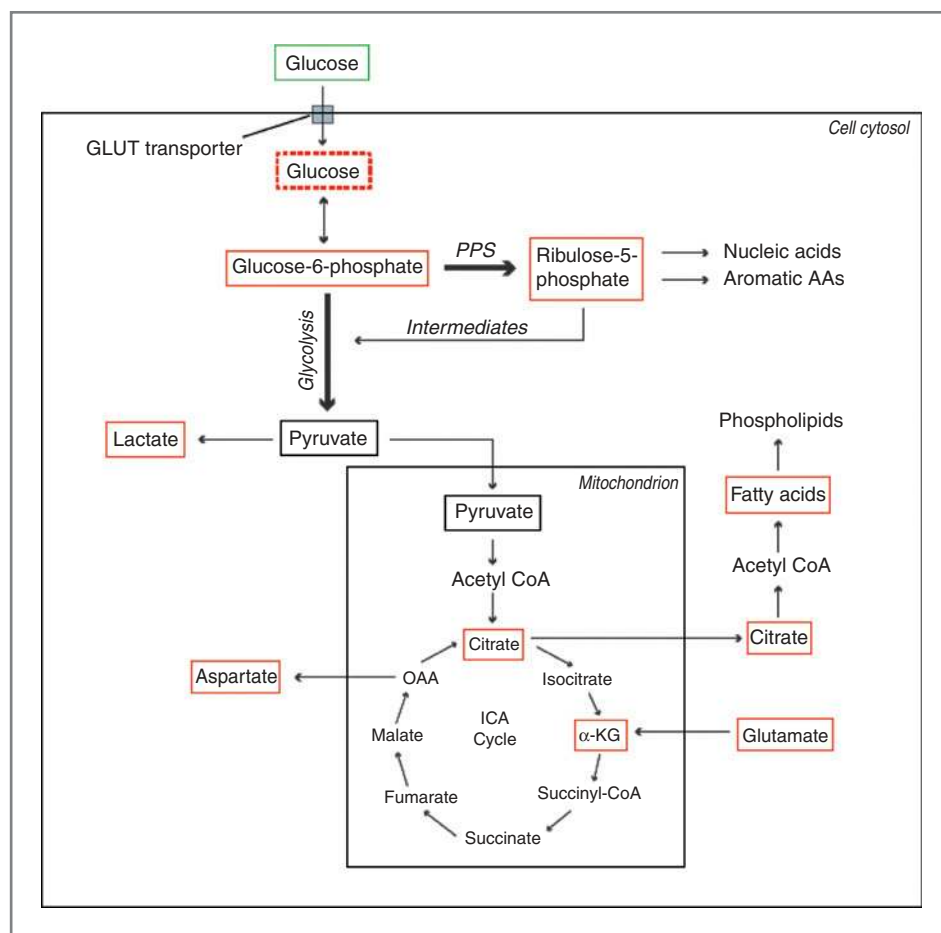 Glucose
Cell cytosol
GLUT transporter
Glucose
Glucose-6-phosphate
PPS
Ribulose-5-
phosphate
Nucleic acids
Aromatic AAs
Intermediates
Glycolysis
Lactate
Pyruvate
Phospholipids
Mitochondrion
Fatty acids
Pyruvate
Acetyl CoA
Acetyl CoA
Citrate
Citrate
Aspartate
OAA
Isocitrate
Malate
ICA
Cycle
α-KG
Glutamate
Fumarate
Succinyl-CoA
Succinate